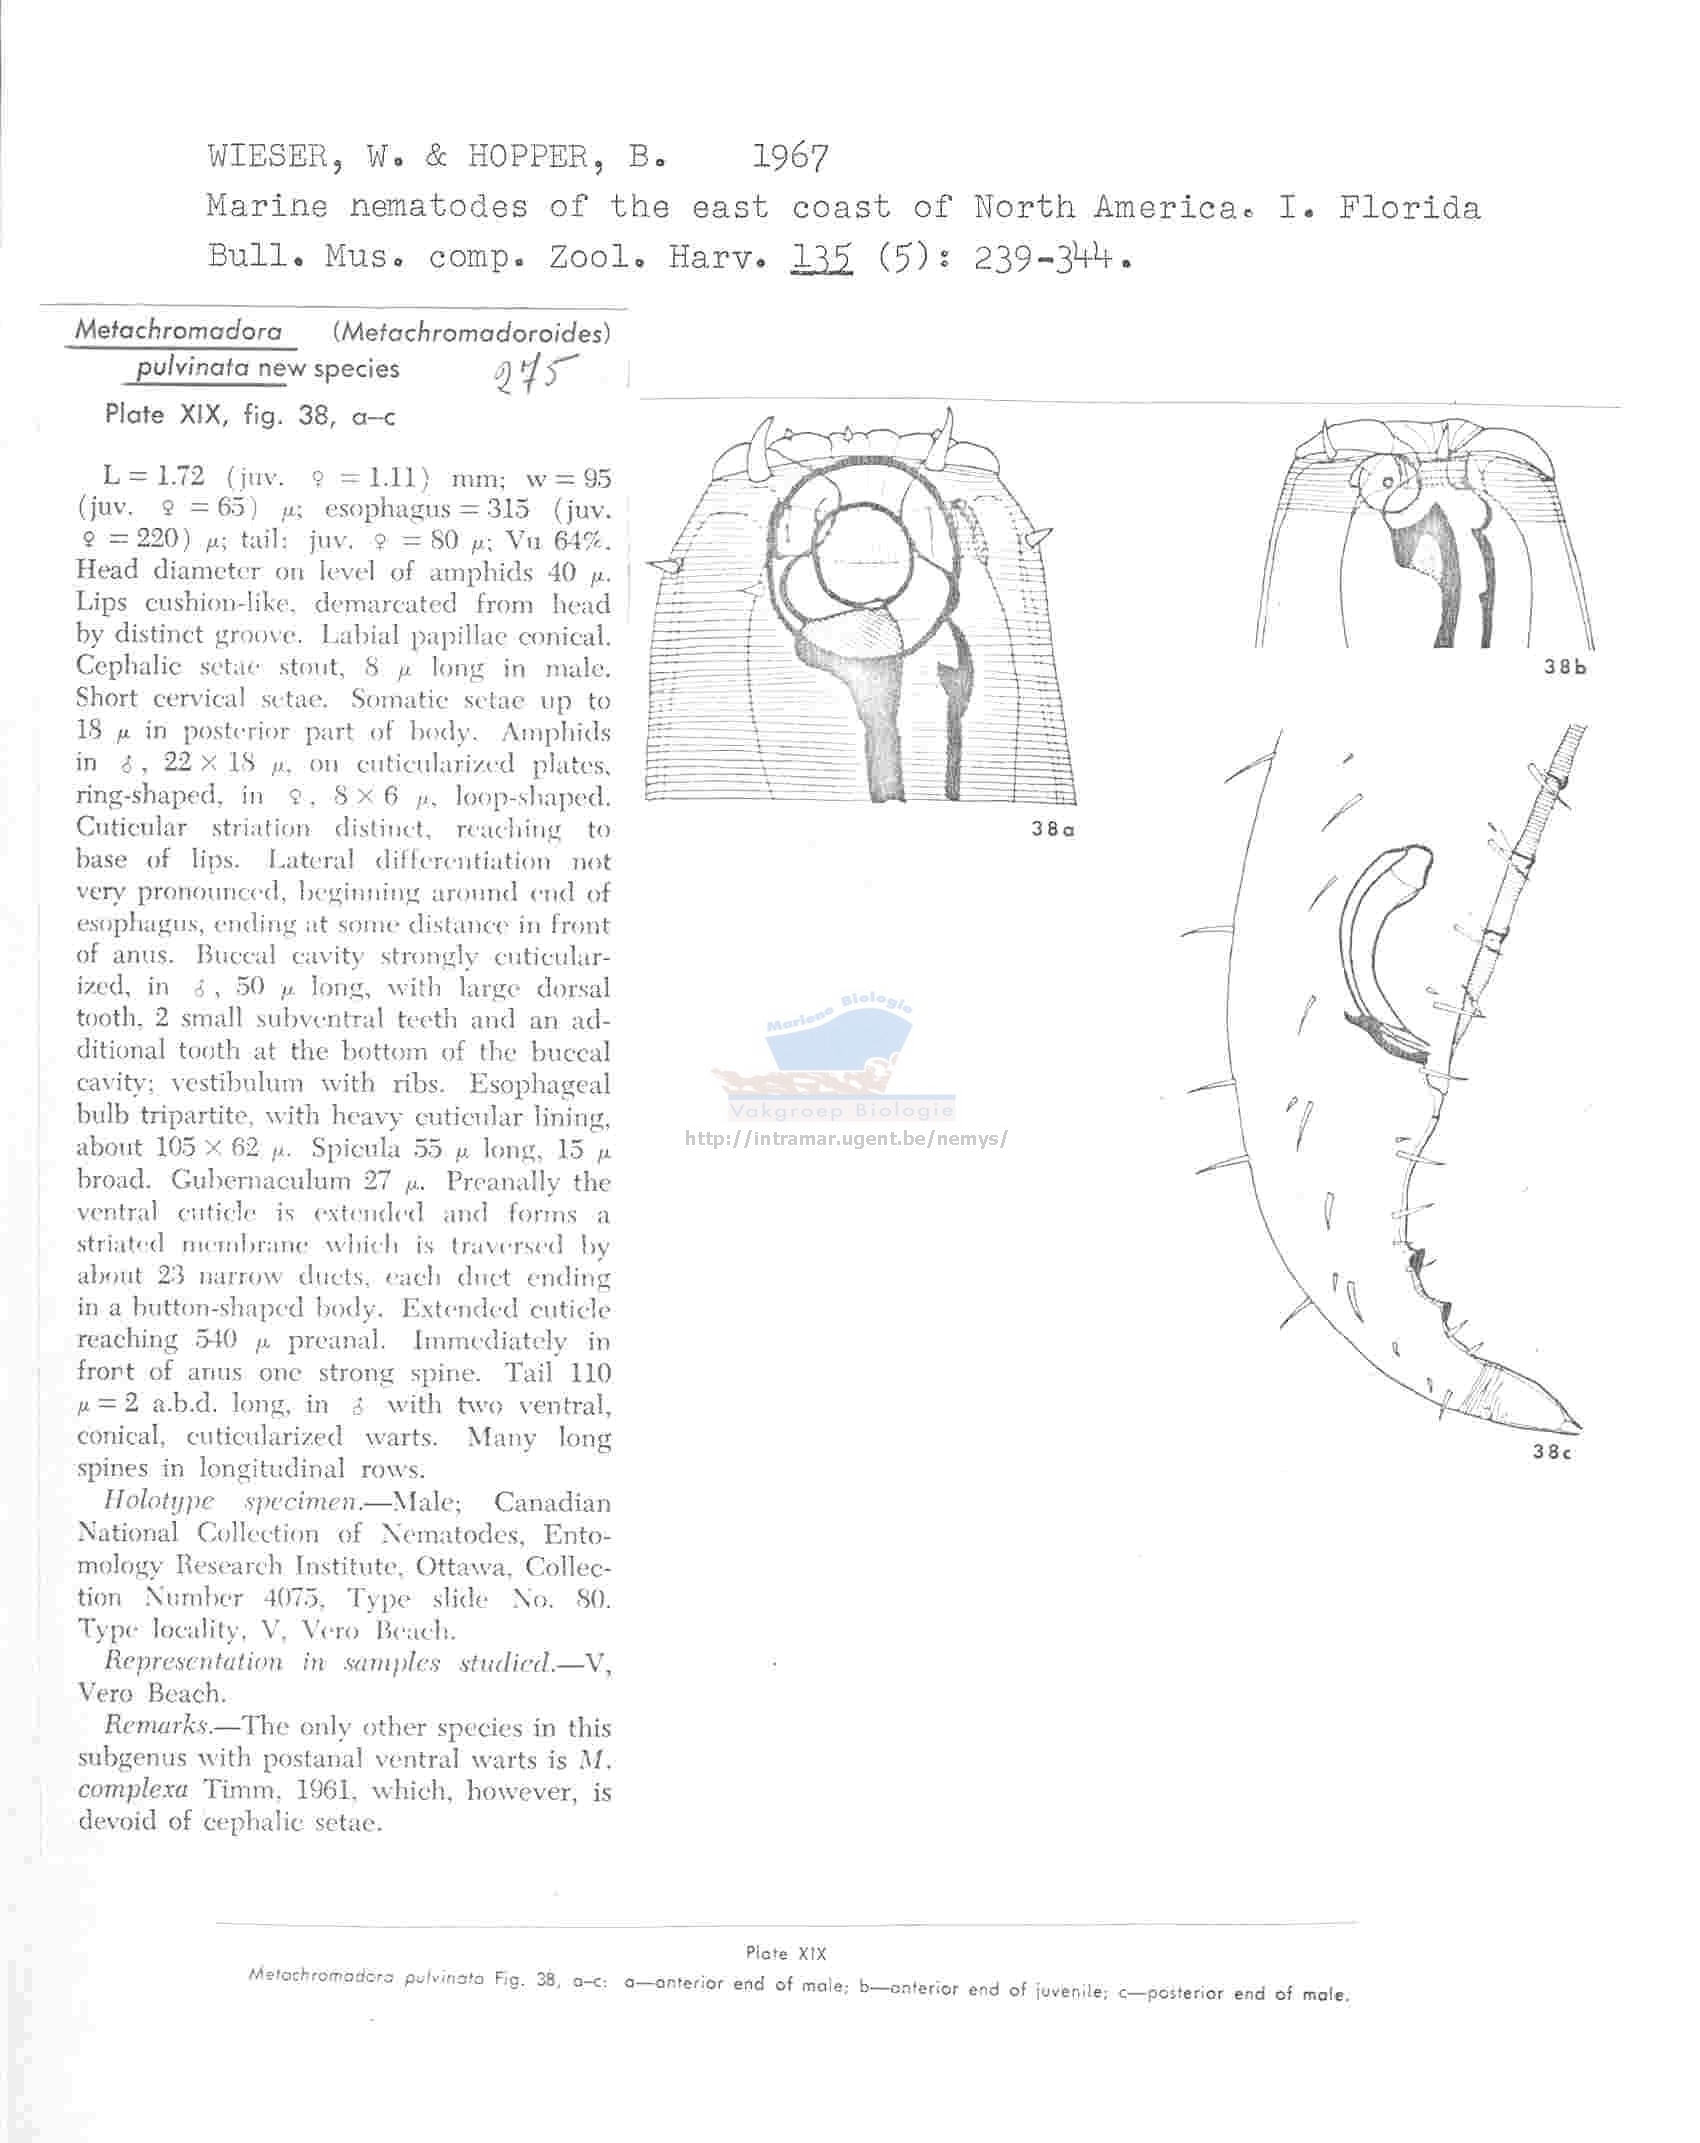 WIESER, W. & HOPPER, B. 1967
Marine nematodes of the east coast of North America. I. Florida
Bull. Mus. comp. Zool. Harv. 135 (5): 239-344.
Metachromadora (Metachromadoroides)
pulvinata new species
275
Plate XIX, fig. 38, a–c
L = 1.72 (juv. ♀ = 1.11) mm; w = 95
(juv. ♀ = 65) μ; esophagus = 315 (juv.
♀ = 220) μ; tail: juv. ♀ = 80 μ; Vu 64%.
Head diameter on level of amphids 40 μ.
Lips cushion-like, demarcated from head
by distinct groove. Labial papillae conical.
Cephalic setae stout, 8 μ long in male.
Short cervical setae. Somatic setae up to
18 μ in posterior part of body. Amphids
in ♂, 22 × 18 μ, on cuticularized plates,
ring-shaped, in ♀, 8 × 6 μ, loop-shaped.
Cuticular striation distinct, reaching to
base of lips. Lateral differentiation not
very pronounced, beginning around end of
esophagus, ending at some distance in front
of anus. Buccal cavity strongly cuticular-
ized, in ♂, 50 μ long, with large dorsal
tooth, 2 small subventral teeth and an ad-
ditional tooth at the bottom of the buccal
cavity; vestibulum with ribs. Esophageal
bulb tripartite, with heavy cuticular lining,
about 105 × 62 μ. Spicula 55 μ long, 15 μ
broad. Gubernaculum 27 μ. Preanally the
ventral cuticle is extended and forms a
striated membrane which is traversed by
about 23 narrow ducts, each duct ending
in a button-shaped body. Extended cuticle
reaching 540 μ preanal. Immediately in
front of anus one strong spine. Tail 110
μ = 2 a.b.d. long, in ♂ with two ventral,
conical, cuticularized warts. Many long
spines in longitudinal rows.
Holotype specimen.—Male; Canadian
National Collection of Nematodes, Ento-
mology Research Institute, Ottawa, Collec-
tion Number 4075, Type slide No. 80.
Type locality, V, Vero Beach.
Representation in samples studied.—V,
Vero Beach.
Remarks.—The only other species in this
subgenus with postanal ventral warts is M.
complexa Timm, 1961, which, however, is
devoid of cephalic setae.
38a
38b
38c
Mariene Biologie
Vakgroep Biologie
http://intramar.ugent.be/nemys/
Plate XIX
Metachromadora pulvinata Fig. 38, a–c: a—anterior end of male; b—anterior end of juvenile; c—posterior end of male.